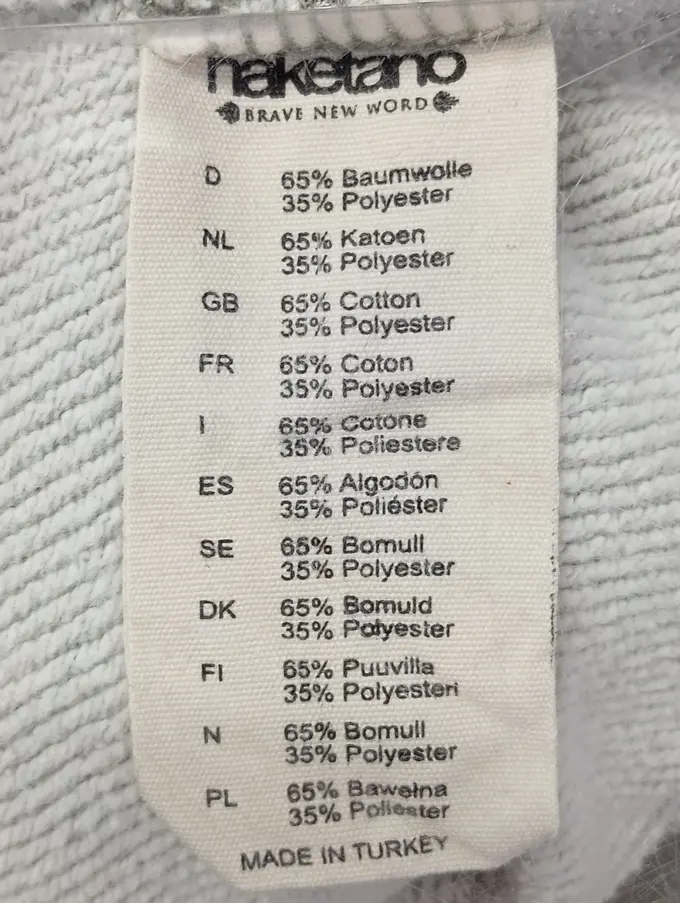 naketano
BRAVE NEW WORD
D 65% Baumwolle
35% Polyester
NL 65% Katoen
35% Polyester
GB 65% Cotton
35% Polyester
FR 65% Coton
35% Polyester
I 65% Cotone
35% Poliestere
ES 65% Algodón
35% Poliéster
SE 65% Bomull
35% Polyester
DK 65% Bomuld
35% Polyester
FI 65% Puuvilla
35% Polyesteri
N 65% Bomull
35% Polyester
PL 65% Bawełna
35% Poliester
MADE IN TURKEY